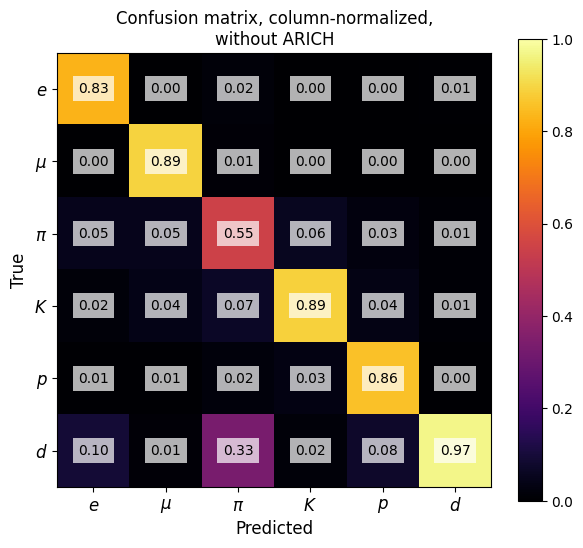 Confusion matrix, column-normalized,
without ARICH
True
e 0.83 0.00 0.02 0.00 0.00 0.01
μ 0.00 0.89 0.01 0.00 0.00 0.00
π 0.05 0.05 0.55 0.06 0.03 0.01
K 0.02 0.04 0.07 0.89 0.04 0.01
p 0.01 0.01 0.02 0.03 0.86 0.00
d 0.10 0.01 0.33 0.02 0.08 0.97
e μ π K p d
Predicted
1.0
0.8
0.6
0.4
0.2
0.0